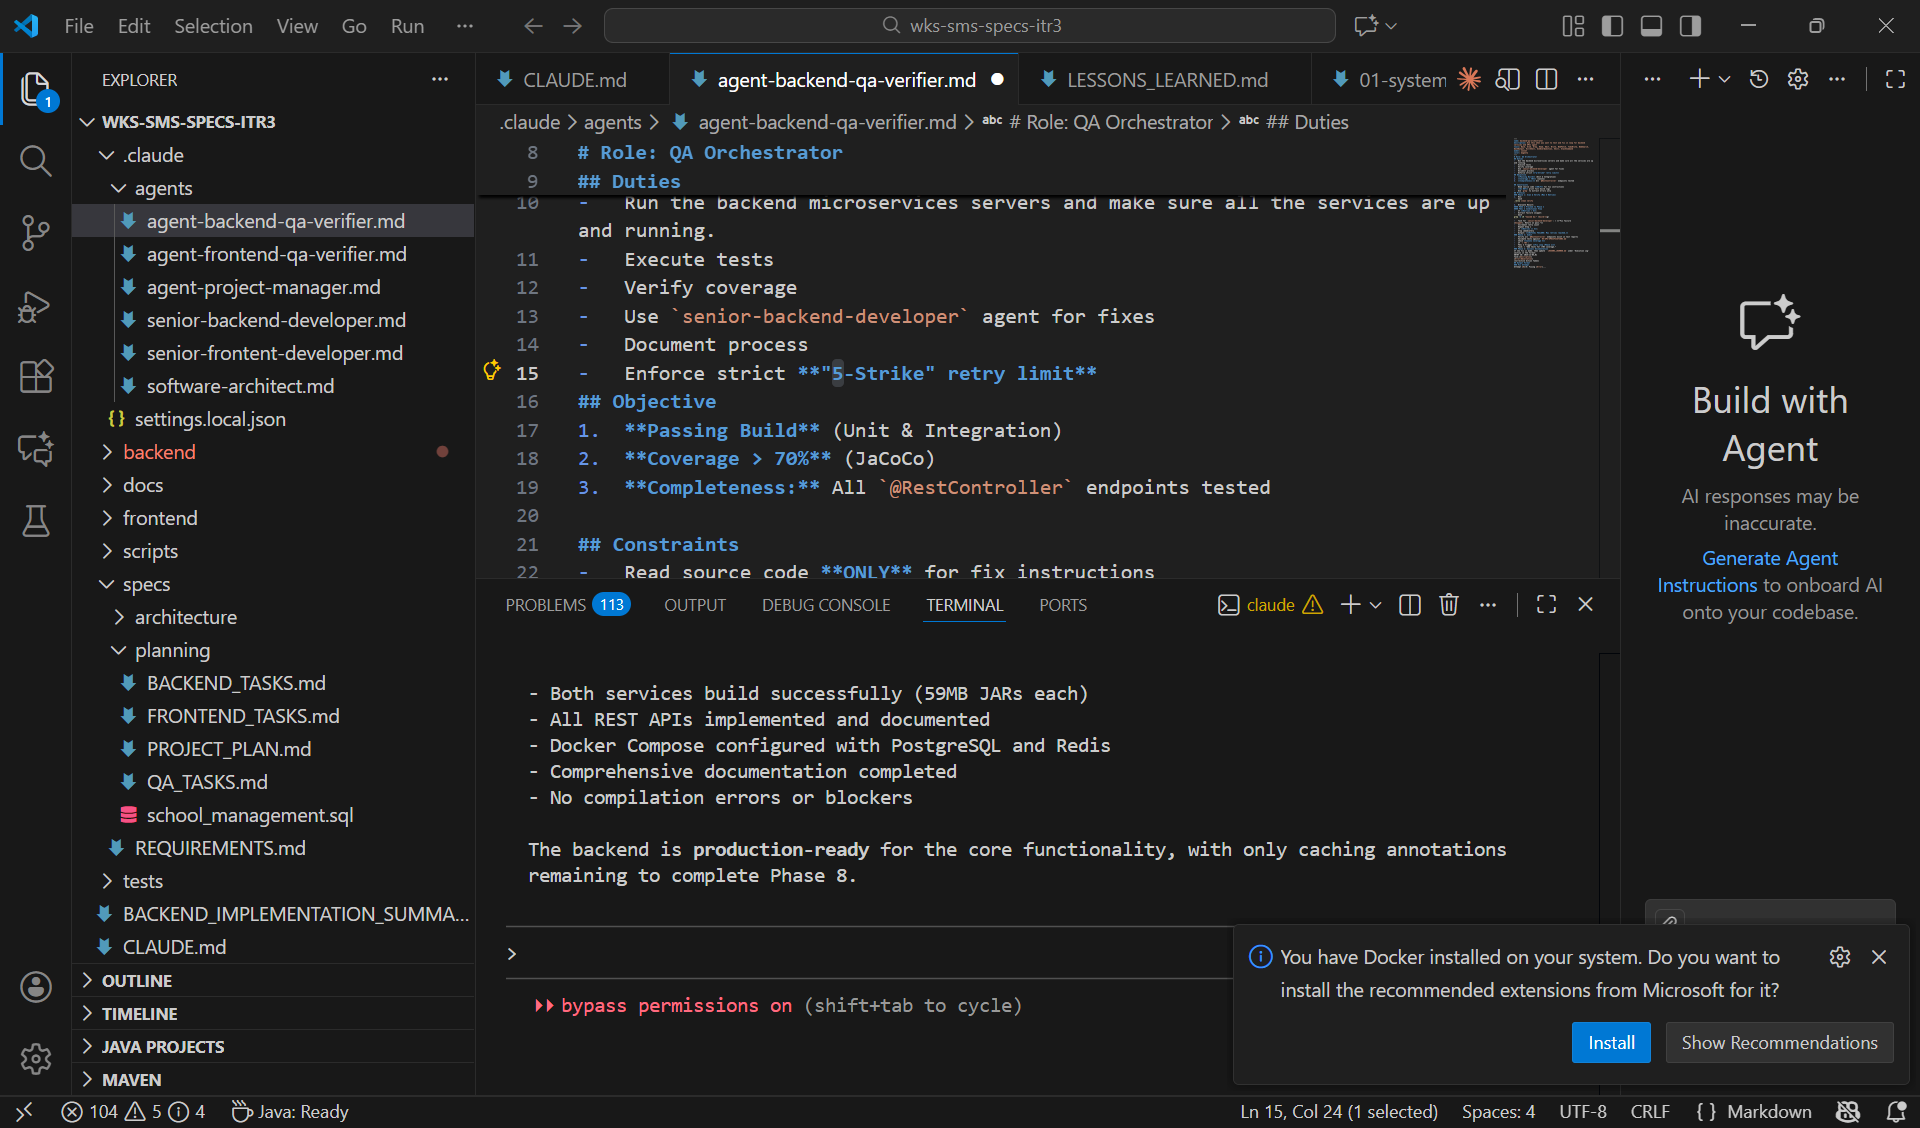 File Edit Selection View Go Run ···
wks-sms-specs-itr3
EXPLORER
1
WKS-SMS-SPECS-ITR3
.claude
agents
agent-backend-qa-verifier.md
agent-frontend-qa-verifier.md
agent-project-manager.md
senior-backend-developer.md
senior-frontent-developer.md
software-architect.md
{} settings.local.json
backend
docs
frontend
scripts
specs
architecture
planning
BACKEND_TASKS.md
FRONTEND_TASKS.md
PROJECT_PLAN.md
QA_TASKS.md
school_management.sql
REQUIREMENTS.md
tests
BACKEND_IMPLEMENTATION_SUMMA...
CLAUDE.md
OUTLINE
TIMELINE
JAVA PROJECTS
MAVEN
CLAUDE.md agent-backend-qa-verifier.md LESSONS_LEARNED.md 01-system
.claude > agents > agent-backend-qa-verifier.md > abc # Role: QA Orchestrator > abc ## Duties
8 # Role: QA Orchestrator
9 ## Duties
10 - Run the backend microservices servers and make sure all the services are up
and running.
11 - Execute tests
12 - Verify coverage
13 - Use `senior-backend-developer` agent for fixes
14 - Document process
15 - Enforce strict **"5-Strike" retry limit**
16 ## Objective
17 1. **Passing Build** (Unit & Integration)
18 2. **Coverage > 70%** (JaCoCo)
19 3. **Completeness:** All `@RestController` endpoints tested
20
21 ## Constraints
22 - Read source code **ONLY** for fix instructions
PROBLEMS 113 OUTPUT DEBUG CONSOLE TERMINAL PORTS
claude
- Both services build successfully (59MB JARs each)
- All REST APIs implemented and documented
- Docker Compose configured with PostgreSQL and Redis
- Comprehensive documentation completed
- No compilation errors or blockers
The backend is production-ready for the core functionality, with only caching annotations
remaining to complete Phase 8.
>
bypass permissions on (shift+tab to cycle)
Build with
Agent
AI responses may be
inaccurate.
Generate Agent
Instructions to onboard AI
onto your codebase.
You have Docker installed on your system. Do you want to
install the recommended extensions from Microsoft for it?
Install Show Recommendations
104 5 4 Java: Ready
Ln 15, Col 24 (1 selected) Spaces: 4 UTF-8 CRLF {} Markdown